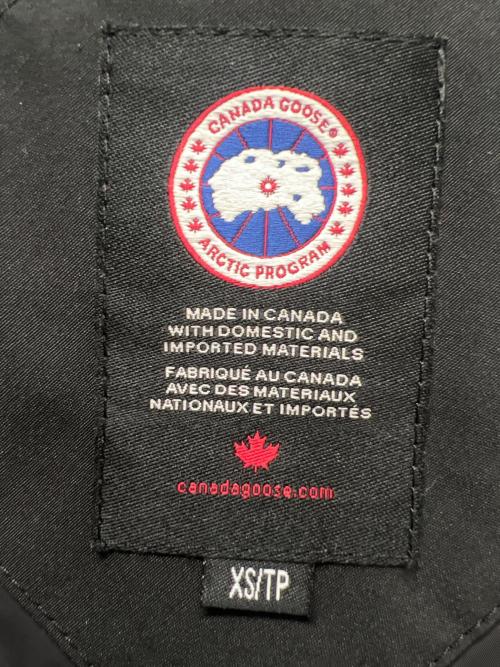 CANADA GOOSE®
ARCTIC PROGRAM
MADE IN CANADA
WITH DOMESTIC AND
IMPORTED MATERIALS
FABRIQUÉ AU CANADA
AVEC DES MATERIAUX
NATIONAUX ET IMPORTÉS
canadagoose.com
XS/TP